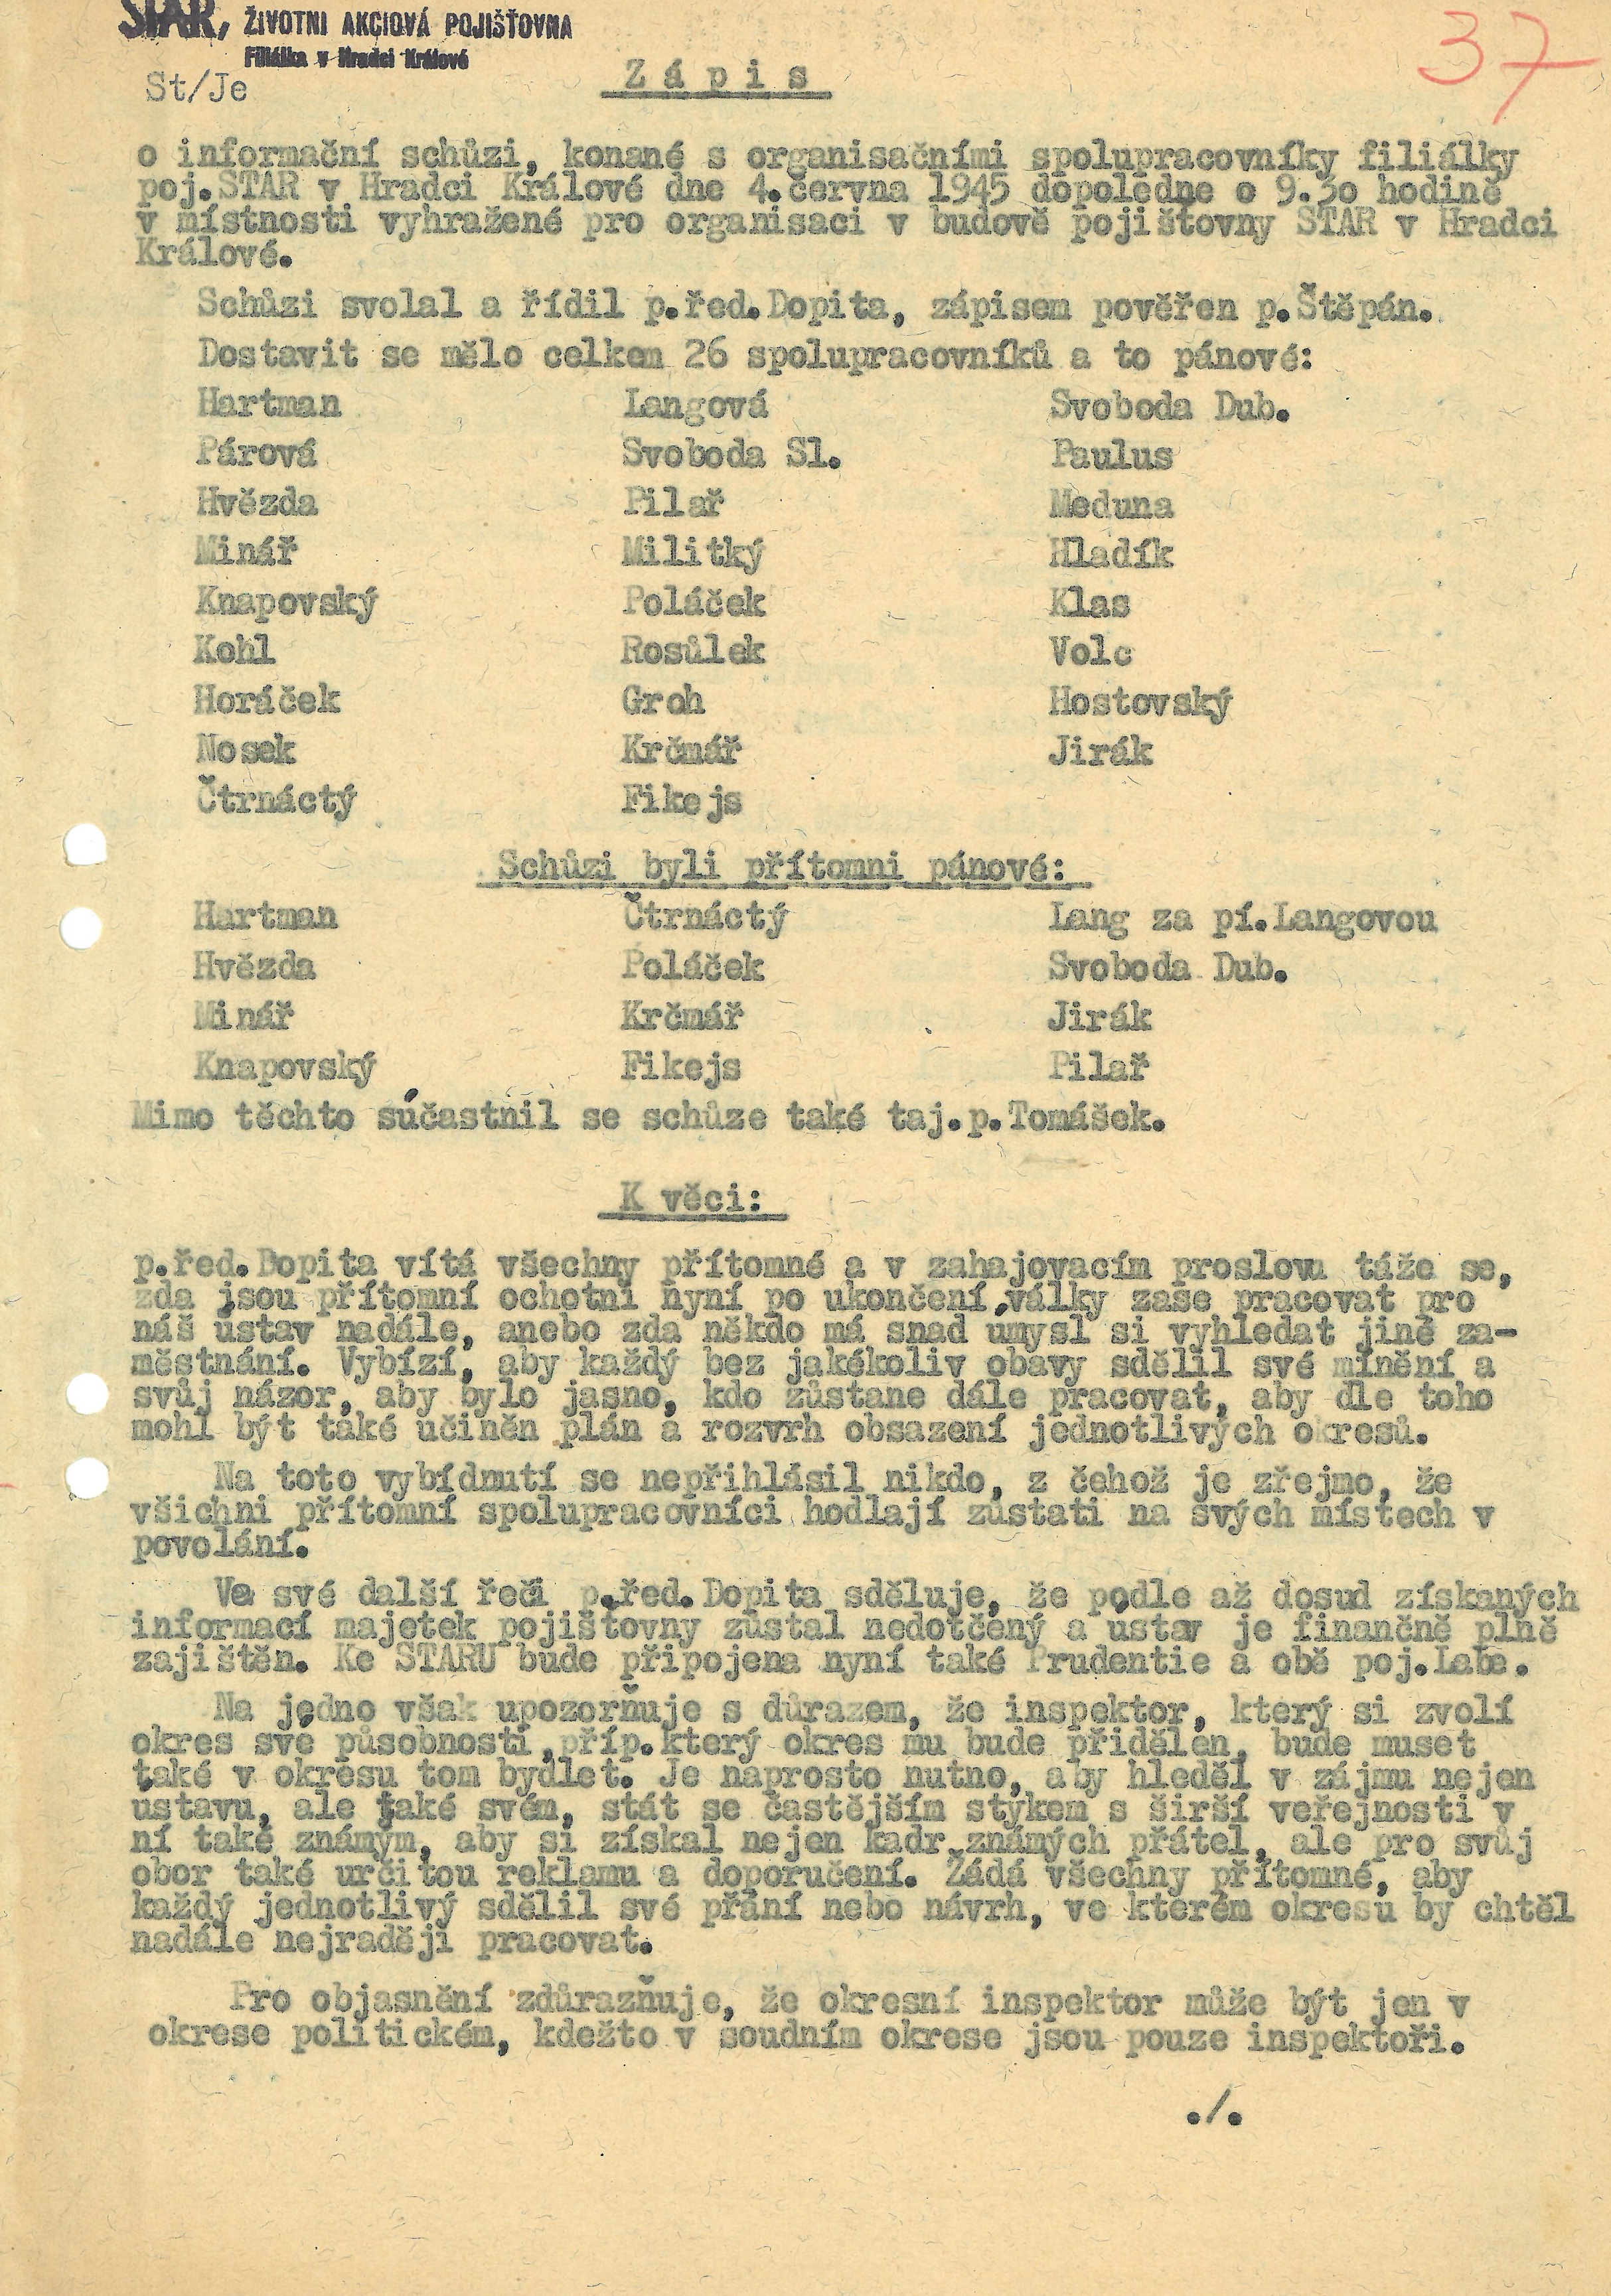 STAR, ŽIVOTNI AKCIOVÁ POJIŠŤOVNA
Filiálka v Hradci Králové
37
St/Je
Zápis
o informační schůzi, konané s organisačními spolupracovníky filiálky
poj.STAR v Hradci Králové dne 4.června 1945 dopoledne o 9.30 hodině
v místnosti vyhražené pro organisaci v budově pojišťovny STAR v Hradci
Králové.
Schůzi svolal a řídil p.řed.Dopita, zápisem pověřen p.Štěpán.
Dostavit se mělo celkem 26 spolupracovníků a to pánové:
Hartman Langová Svoboda Dub.
Párová Svoboda Sl. Paulus
Hvězda Pilař Meduna
Minář Militký Hladík
Knapovský Poláček Klas
Kohl Rosůlek Volc
Horáček Groh Hostovský
Nosek Krčmář Jirák
Čtrnáctý Fikejs
Schůzi byli přítomni pánové:
Hartman Čtrnáctý Lang za pí.Langovou
Hvězda Poláček Svoboda Dub.
Minář Krčmář Jirák
Knapovský Fikejs Pilař
Mimo těchto súčastnil se schůze také taj.p.Tomášek.
K věci:
p.řed.Dopita vítá všechny přítomné a v zahajovacím proslovu táže se,
zda jsou přítomní ochotni nyní po ukončení války zase pracovat pro
náš ústav nadále, anebo zda někdo má snad umysl si vyhledat jiné za-
městnání. Vybízí, aby každý bez jakékoliv obavy sdělil své mínění a
svůj názor, aby bylo jasno, kdo zůstane dále pracovat, aby dle toho
mohl být také učiněn plán a rozvrh obsazení jednotlivých okresů.
Na toto vybídnutí se nepřihlásil nikdo, z čehož je zřejmo, že
všichni přítomní spolupracovníci hodlají zůstati na svých místech v
povolání.
Ve své další řeči p.řed.Dopita sděluje, že podle až dosud získaných
informací majetek pojišťovny zůstal nedotčený a ústav je finančně plně
zajištěn. Ke STARU bude připojena nyní také Prudentie a obě poj.Labe.
Na jedno však upozorňuje s důrazem, že inspektor, který si zvolí
okres své působnosti,příp.který okres mu bude přidělen, bude muset
také v okresu tom bydlet. Je naprosto nutno, aby hleděl v zájmu nejen
ústavu, ale také svém, stát se častějším stykem s širší veřejnosti v
ní také známým, aby si získal nejen kadr známých přátel, ale pro svůj
obor také určitou reklamu a doporučení. Žádá všechny přítomné, aby
každý jednotlivý sdělil své přání nebo návrh, ve kterém okresu by chtěl
nadále nejraději pracovat.
Pro objasnění zdůrazňuje, že okresní inspektor může být jen v
okrese politickém, kdežto v soudním okrese jsou pouze inspektoři.
./.